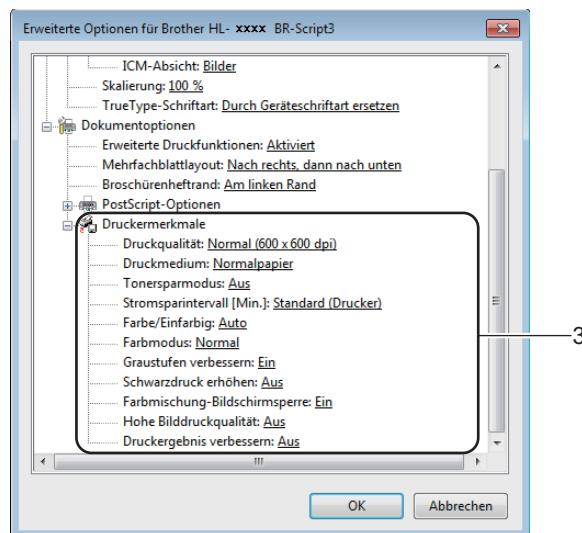 Erweiterte Optionen für Brother HL- xxxx BR-Script3
ICM-Absicht: Bilder
Skalierung: 100 %
TrueType-Schriftart: Durch Geräteschriftart ersetzen
Dokumentoptionen
Erweiterte Druckfunktionen: Aktiviert
Mehrfachblattlayout: Nach rechts, dann nach unten
Broschürenheftrand: Am linken Rand
PostScript-Optionen
Druckermerkmale
Druckqualität: Normal (600 x 600 dpi)
Druckmedium: Normalpapier
Tonersparmodus: Aus
Stromsparintervall [Min.]: Standard (Drucker)
Farbe/Einfarbig: Auto
3
Farbmodus: Normal
Graustufen verbessern: Ein
Schwarzdruck erhöhen: Aus
Farbmischung-Bildschirmsperre: Ein
Hohe Bilddruckqualität: Aus
Druckergebnis verbessern: Aus
OK Abbrechen